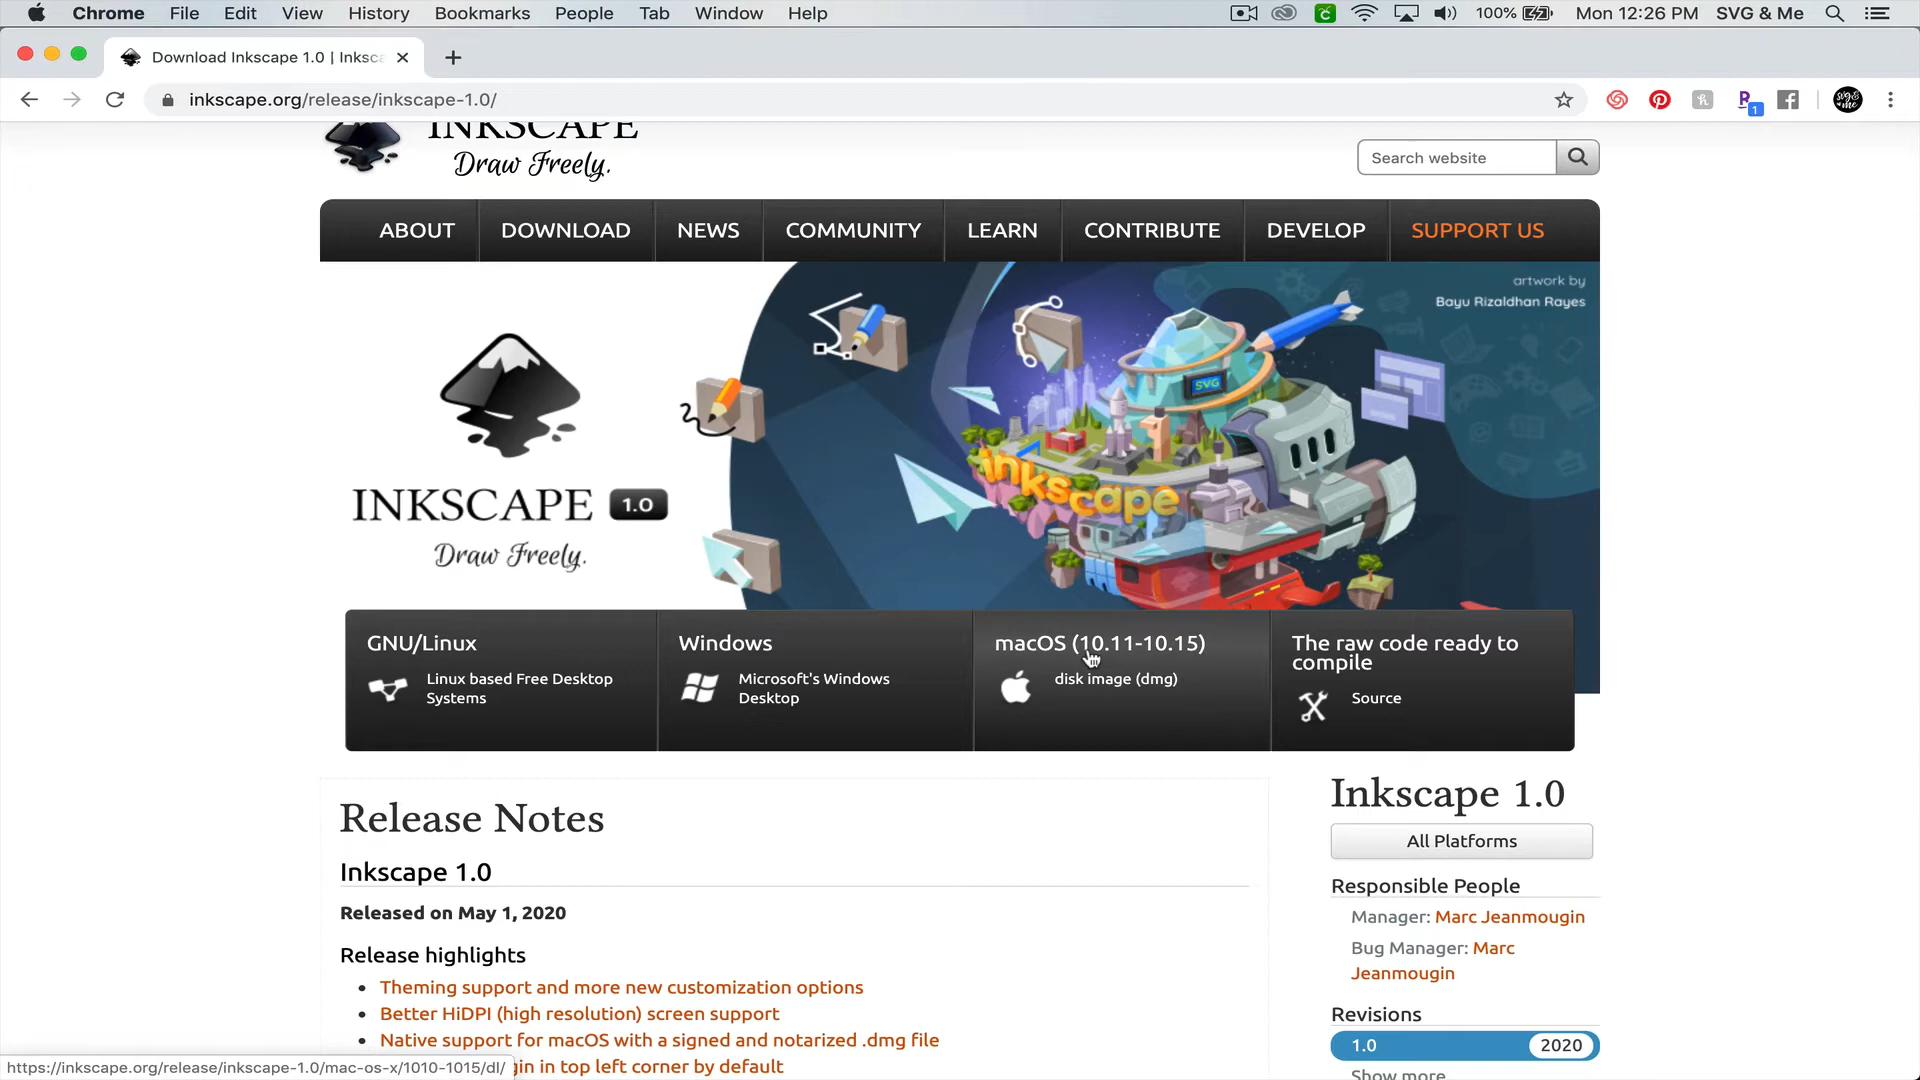 Chrome File Edit View History Bookmarks People Tab Window Help 100% Mon 12:26 PM SVG & Me
Download Inkscape 1.0 | Inksca
inkscape.org/release/inkscape-1.0/
1
svg & me
INKSCAPE
Draw Freely.
Search website
ABOUT DOWNLOAD NEWS COMMUNITY LEARN CONTRIBUTE DEVELOP SUPPORT US
artwork by
Bayu Rizaldhan Rayes
SVG
inkscape
INKSCAPE 1.0
Draw Freely.
GNU/Linux
Linux based Free Desktop
Systems
Windows
Microsoft's Windows
Desktop
macOS (10.11-10.15)
disk image (dmg)
The raw code ready to
compile
Source
Release Notes
Inkscape 1.0
Released on May 1, 2020
Release highlights
Theming support and more new customization options
Better HiDPI (high resolution) screen support
Native support for macOS with a signed and notarized .dmg file
in top left corner by default
Inkscape 1.0
All Platforms
Responsible People
Manager: Marc Jeanmougin
Bug Manager: Marc
Jeanmougin
Revisions
1.0 2020
Show more
https://inkscape.org/release/inkscape-1.0/mac-os-x/1010-1015/dl/